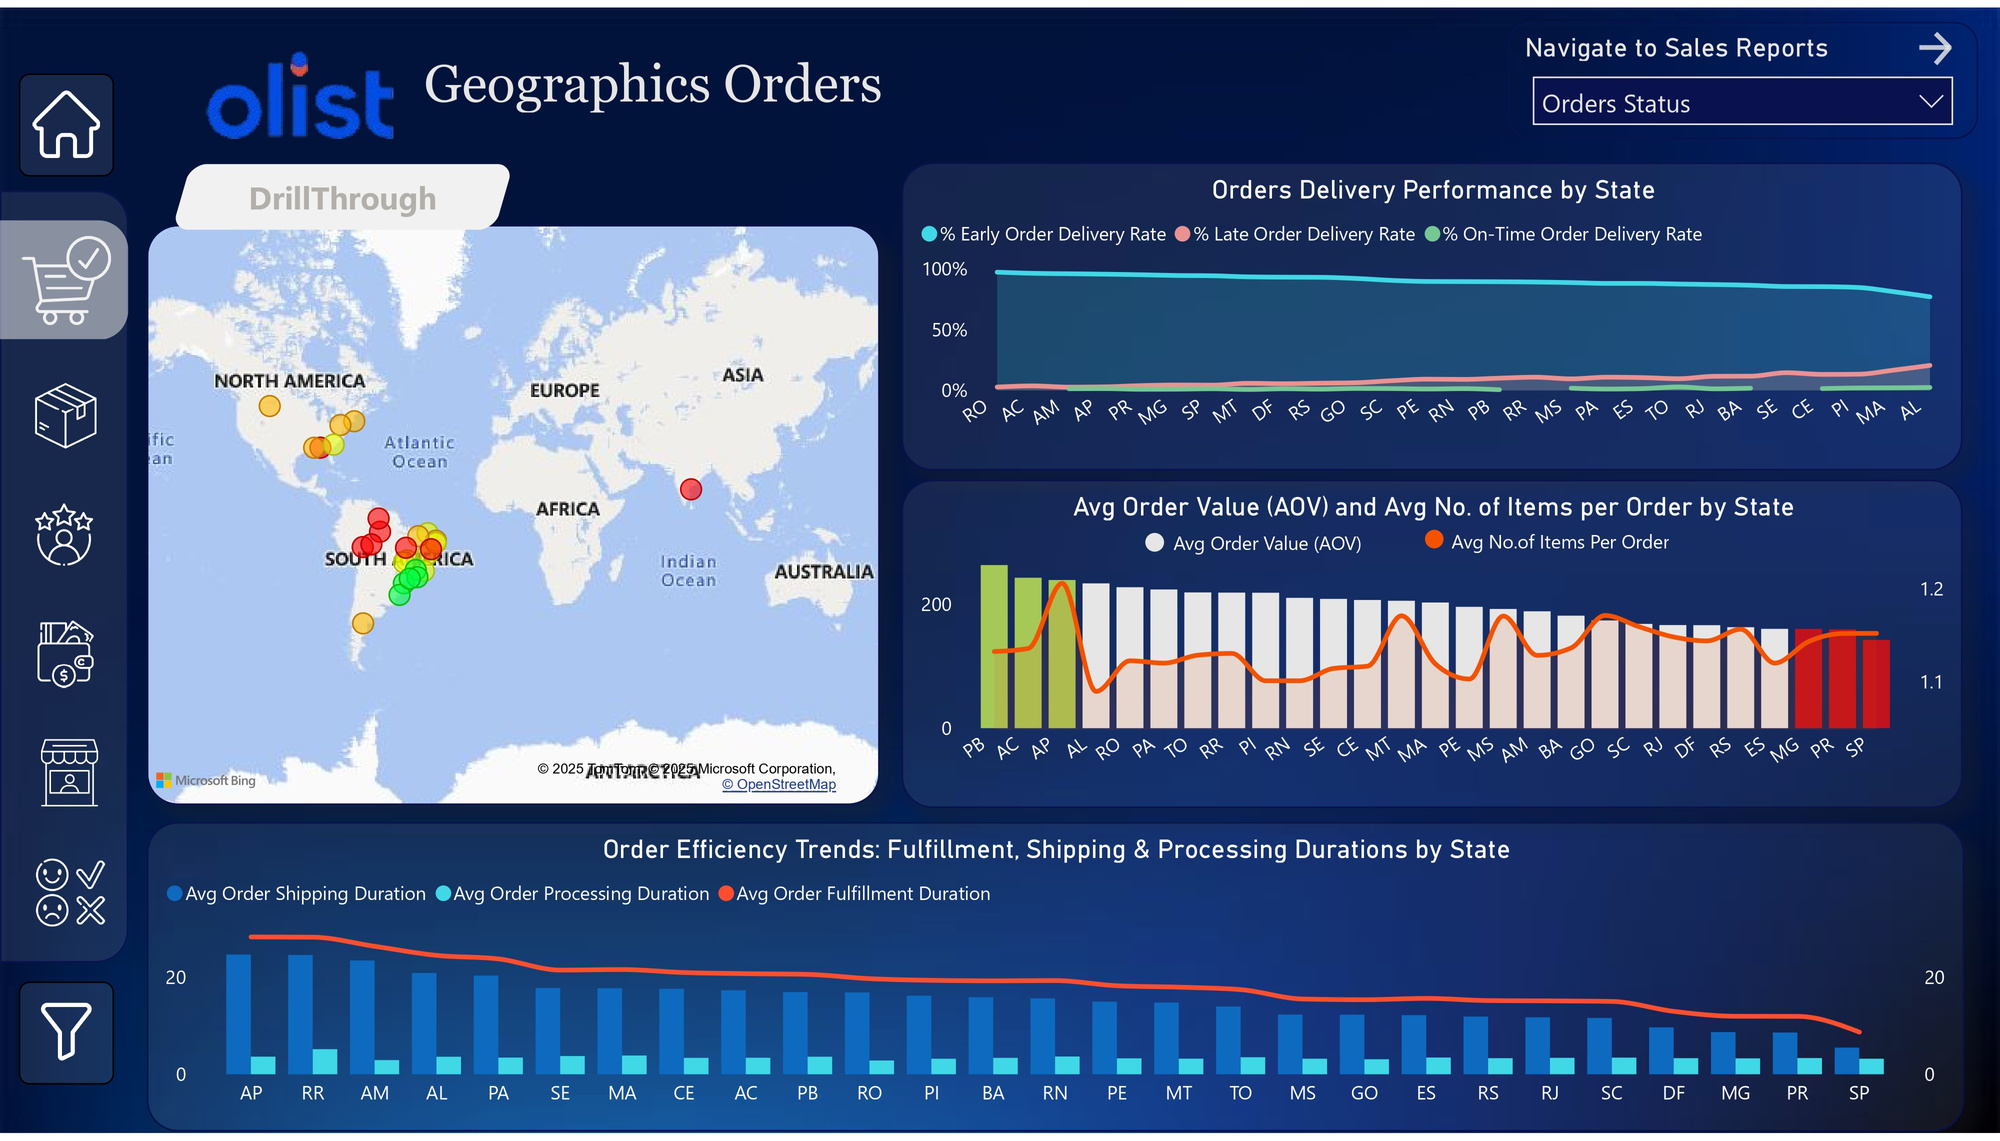 olist
Geographics Orders
Navigate to Sales Reports
Orders Status
DrillThrough
NORTH AMERICA
EUROPE
ASIA
Atlantic
Ocean
AFRICA
SOUTH
RICA
Indian
Ocean
AUSTRALIA
ific
an
Microsoft Bing
© 2025 TomTom, © 2025 Microsoft Corporation,
© OpenStreetMap
ANTARCTICA
Orders Delivery Performance by State
% Early Order Delivery Rate % Late Order Delivery Rate % On-Time Order Delivery Rate
100%
50%
0%
RO AC AM AP PR MG SP MT DF RS GO SC PE RN PB RR MS PA ES TO RJ BA SE CE PI MA AL
Avg Order Value (AOV) and Avg No. of Items per Order by State
Avg Order Value (AOV) Avg No.of Items Per Order
200
0
1.2
1.1
PB AC AP AL RO PA TO RR PI RN SE CE MT MA PE MS AM BA GO SC RJ DF RS ES MG PR SP
Order Efficiency Trends: Fulfillment, Shipping & Processing Durations by State
Avg Order Shipping Duration Avg Order Processing Duration Avg Order Fulfillment Duration
20
0
20
0
AP RR AM AL PA SE MA CE AC PB RO PI BA RN PE MT TO MS GO ES RS RJ SC DF MG PR SP